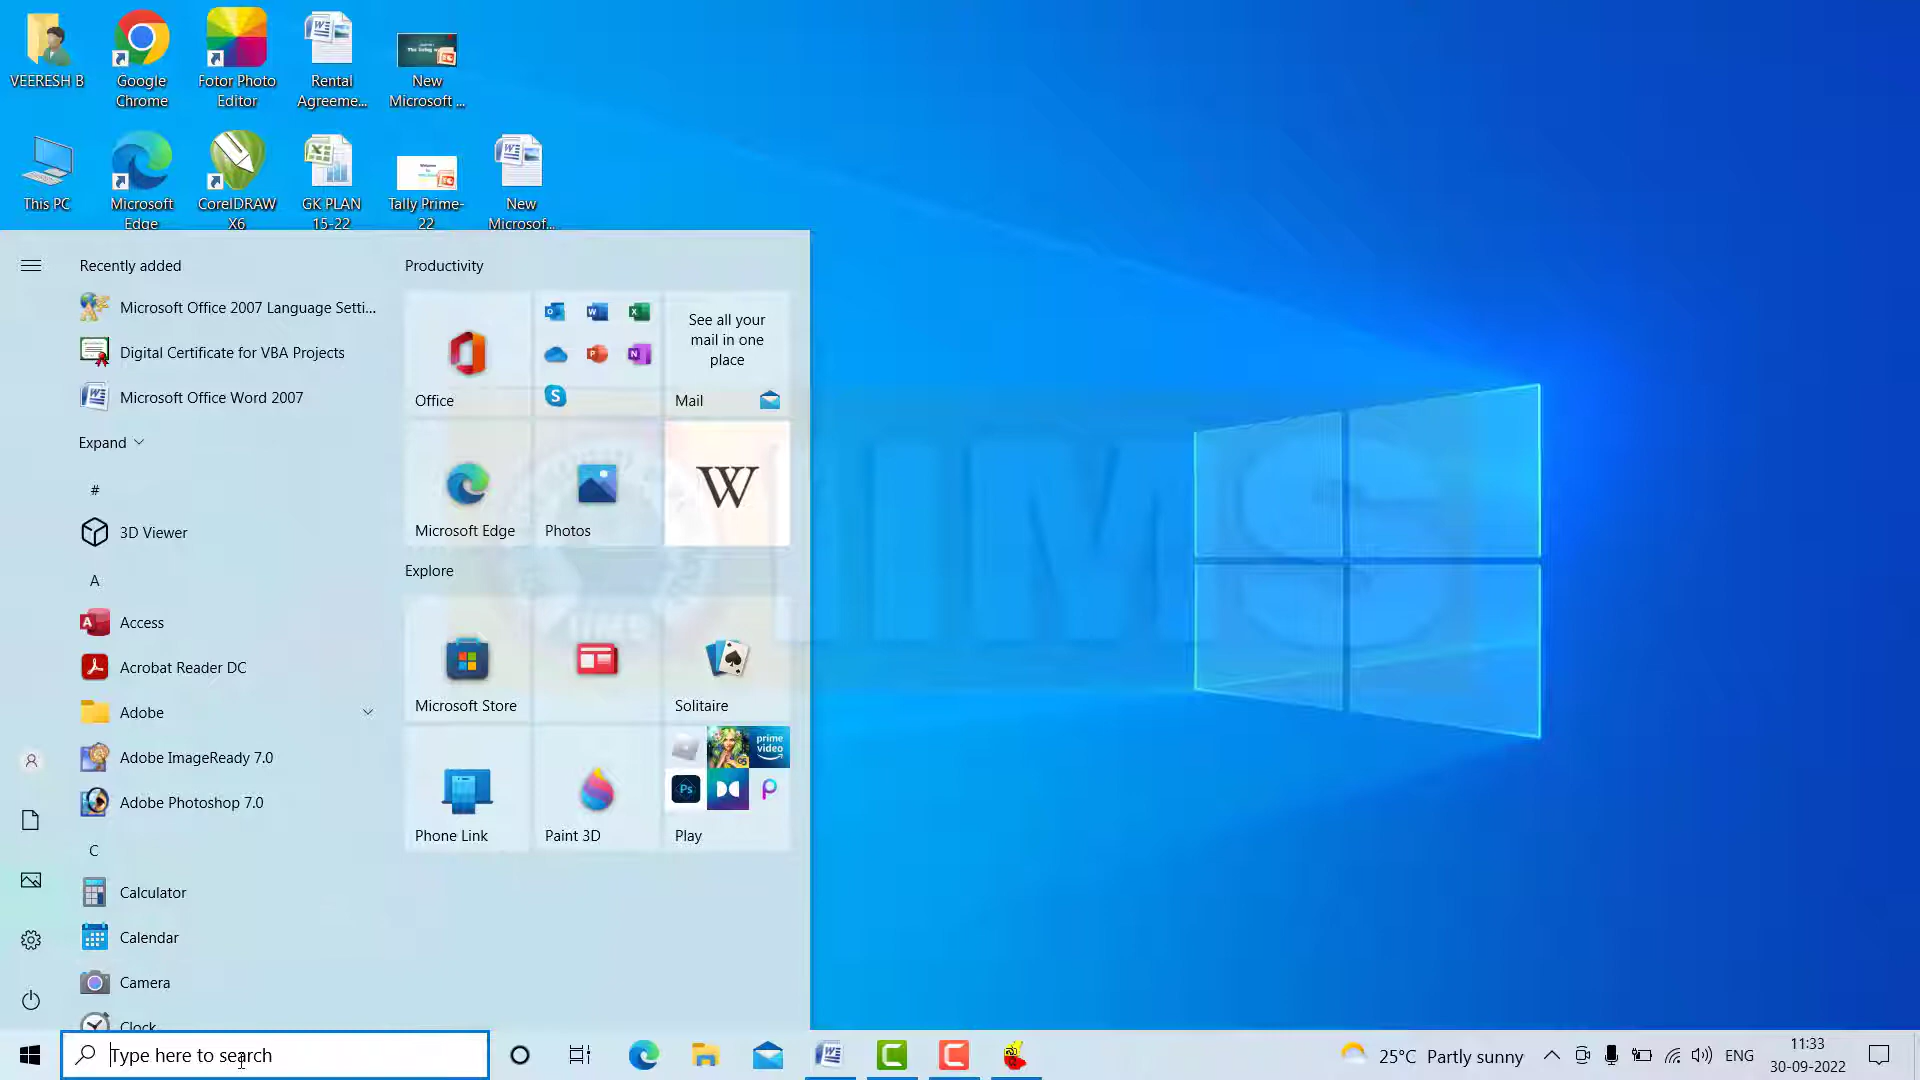 VEERESH B
Google
Chrome
Fotor Photo
Editor
Rental
Agreeme...
New
Microsoft ...
This PC
Microsoft
Edge
CorelDRAW
X6
GK PLAN
15-22
Tally Prime-
22
New
Microsof...
Recently added
Microsoft Office 2007 Language Setti...
Digital Certificate for VBA Projects
Microsoft Office Word 2007
Expand
#
3D Viewer
A
Access
Acrobat Reader DC
Adobe
Adobe ImageReady 7.0
Adobe Photoshop 7.0
C
Calculator
Calendar
Camera
Clock
Productivity
Office
See all your
mail in one
place
Mail
Microsoft Edge
Photos
W
Explore
Microsoft Store
Solitaire
Phone Link
Paint 3D
prime
video
Ps
Play
IIMS
IIMS
Type here to search
25°C Partly sunny
ENG
11:33
30-09-2022